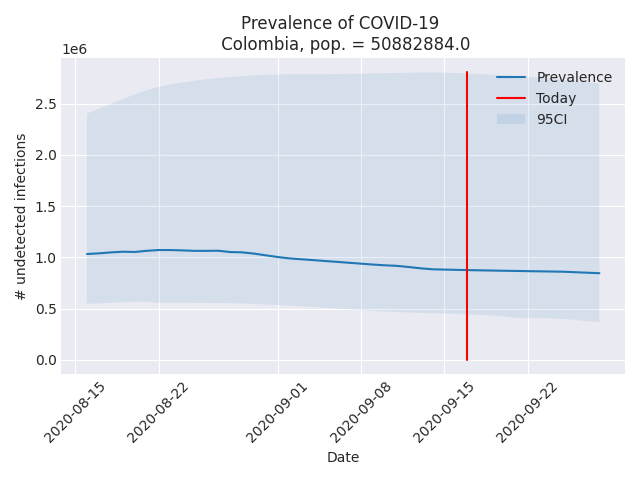 Prevalence of COVID-19
Colombia, pop. = 50882884.0
1e6
Prevalence
Today
95CI
2.5
2.0
1.5
1.0
0.5
0.0
# undetected infections
2020-08-15
2020-08-22
2020-09-01
2020-09-08
2020-09-15
2020-09-22
Date